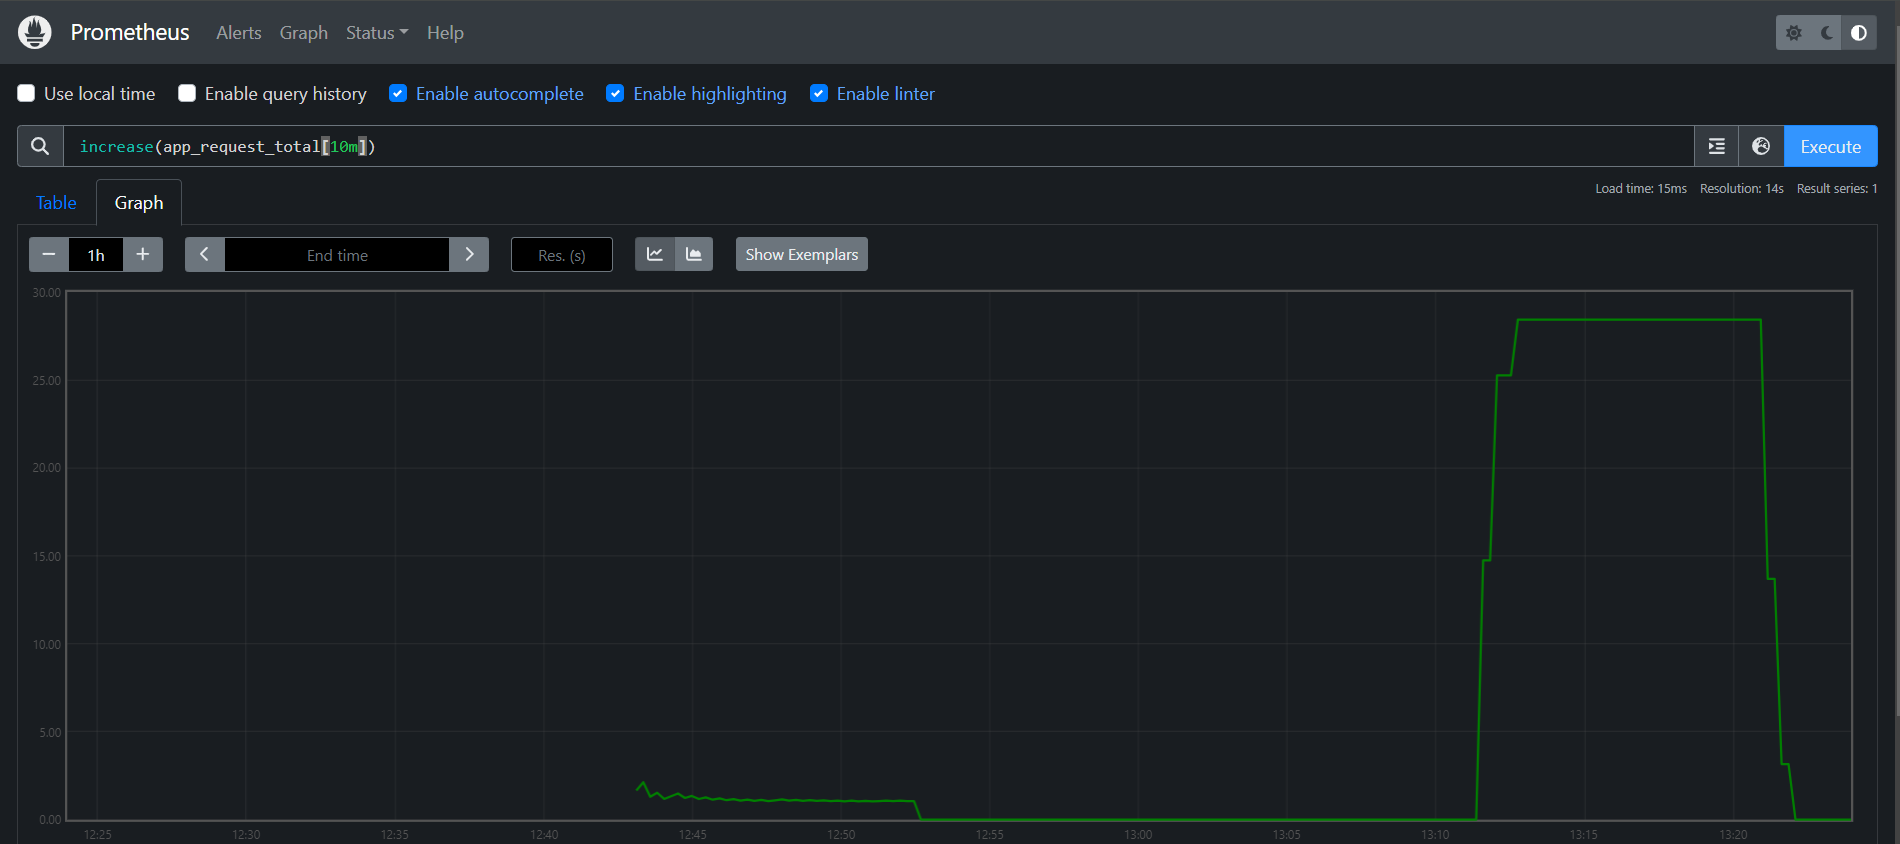 Prometheus Alerts Graph Status Help
Use local time Enable query history Enable autocomplete Enable highlighting Enable linter
increase(app_request_total[10m]) Execute
Load time: 15ms Resolution: 14s Result series: 1
Table Graph
1h End time Res. (s) Show Exemplars
30.00
25.00
20.00
15.00
10.00
5.00
0.00
12:25 12:30 12:35 12:40 12:45 12:50 12:55 13:00 13:05 13:10 13:15 13:20